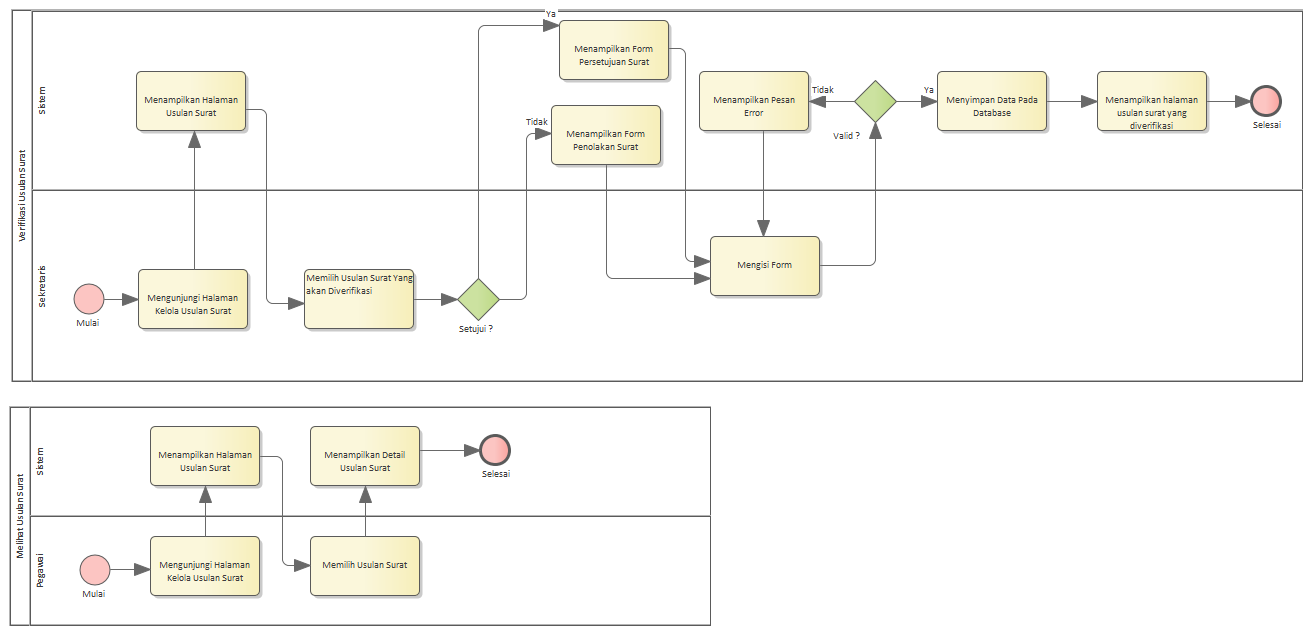 Verifikasi Usulan Surat
Sistem
Sekretaris
Mulai
Mengunjungi Halaman
Kelola Usulan Surat
Menampilkan Halaman
Usulan Surat
Memilih Usulan Surat Yang
akan Diverifikasi
Setujui ?
Ya
Menampilkan Form
Persetujuan Surat
Tidak
Menampilkan Form
Penolakan Surat
Mengisi Form
Valid ?
Tidak
Menampilkan Pesan
Error
Ya
Menyimpan Data Pada
Database
Menampilkan halaman
usulan surat yang
diverifikasi
Selesai
Melihat Usulan Surat
Sistem
Pegawai
Mulai
Mengunjungi Halaman
Kelola Usulan Surat
Menampilkan Halaman
Usulan Surat
Memilih Usulan Surat
Menampilkan Detail
Usulan Surat
Selesai